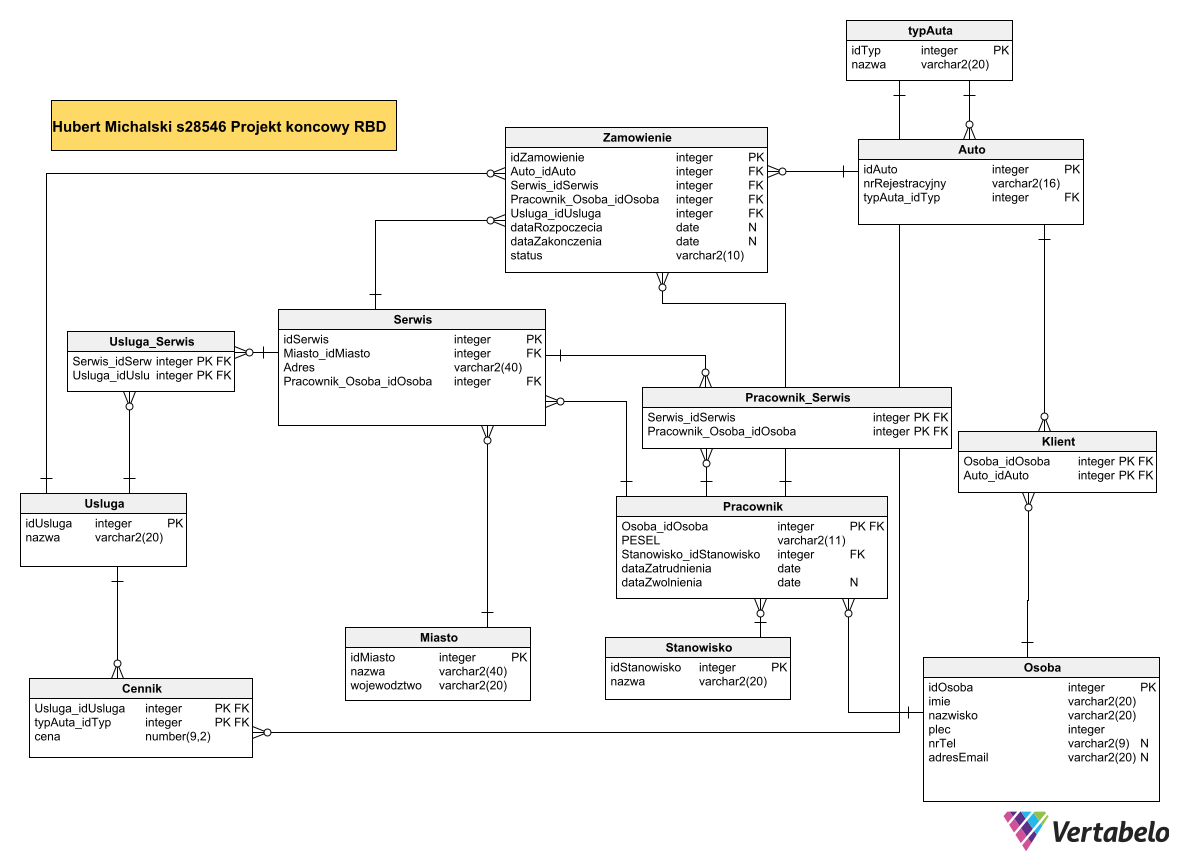 typAuta
idTyp integer PK
nazwa varchar2(20)
Hubert Michalski s28546 Projekt koncowy RBD
Zamowienie
idZamowienie integer PK
Auto_idAuto integer FK
Serwis_idSerwis integer FK
Pracownik_Osoba_idOsoba integer FK
Usluga_idUsluga integer FK
dataRozpoczecia date N
dataZakonczenia date N
status varchar2(10)
Auto
idAuto integer PK
nrRejestracyjny varchar2(16)
typAuta_idTyp integer FK
Serwis
idSerwis integer PK
Miasto_idMiasto integer FK
Adres varchar2(40)
Pracownik_Osoba_idOsoba integer FK
Usluga_Serwis
Serwis_idSerw integer PK FK
Usluga_idUslu integer PK FK
Pracownik_Serwis
Serwis_idSerwis integer PK FK
Pracownik_Osoba_idOsoba integer PK FK
Klient
Osoba_idOsoba integer PK FK
Auto_idAuto integer PK FK
Usluga
idUsluga integer PK
nazwa varchar2(20)
Pracownik
Osoba_idOsoba integer PK FK
PESEL varchar2(11)
Stanowisko_idStanowisko integer FK
dataZatrudnienia date
dataZwolnienia date N
Miasto
idMiasto integer PK
nazwa varchar2(40)
wojewodztwo varchar2(20)
Stanowisko
idStanowisko integer PK
nazwa varchar2(20)
Osoba
idOsoba integer PK
imie varchar2(20)
nazwisko varchar2(20)
plec integer
nrTel varchar2(9) N
adresEmail varchar2(20) N
Cennik
Usluga_idUsluga integer PK FK
typAuta_idTyp integer PK FK
cena number(9,2)
Vertabelo